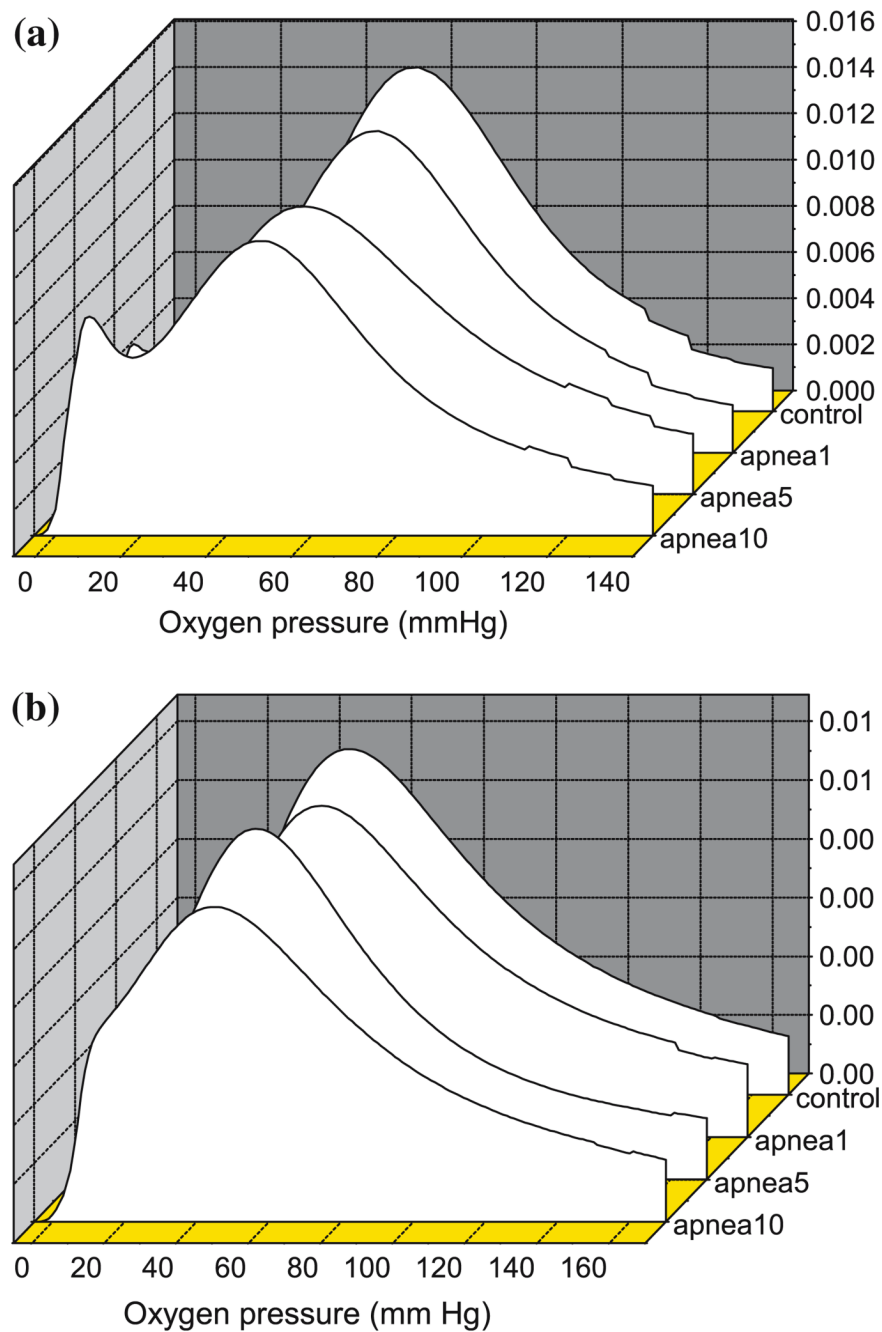 (a)
0.016
0.014
0.012
0.010
0.008
0.006
0.004
0.002
0.000
control
apnea1
apnea5
apnea10
0 20 40 60 80 100 120 140
Oxygen pressure (mmHg)
(b)
0.01
0.01
0.00
0.00
0.00
0.00
0.00
control
apnea1
apnea5
apnea10
0 20 40 60 80 100 120 140 160
Oxygen pressure (mm Hg)